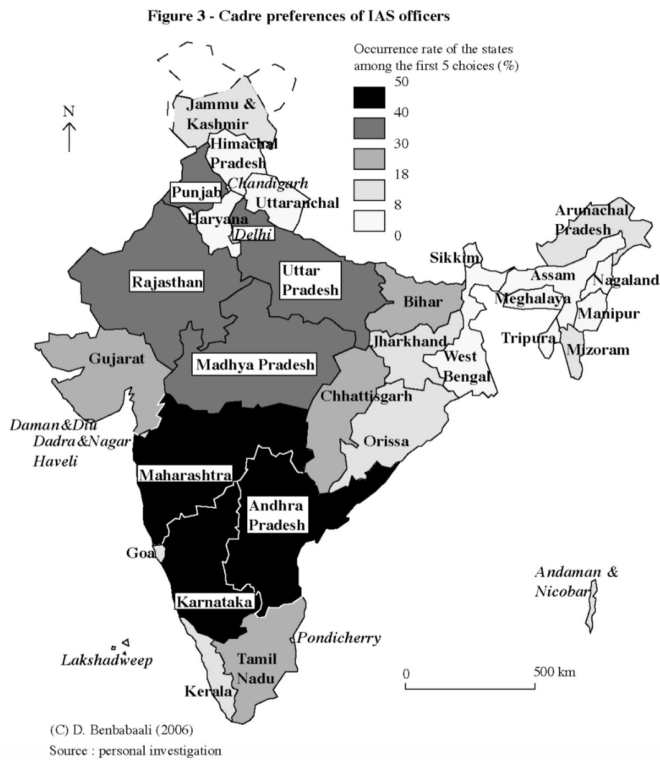 Figure 3 - Cadre preferences of IAS officers
Occurrence rate of the states
among the first 5 choices (%)
50
40
30
18
8
0
N
Jammu &
Kashmir
Himachal
Pradesh
Chandigarh
Punjab
Uttaranchal
Haryana
Delhi
Arunachal
Pradesh
Sikkim
Assam
Nagaland
Rajasthan
Uttar
Pradesh
Bihar
Meghalaya
Manipur
Tripura
Mizoram
Gujarat
Madhya Pradesh
Jharkhand
West
Bengal
Chhattisgarh
Daman&Diu
Dadra&Nagar
Haveli
Orissa
Maharashtra
Andhra
Pradesh
Goa
Karnataka
Andaman &
Nicobar
Pondicherry
Lakshadweep
Tamil
Nadu
Kerala
0
500 km
(C) D. Benbabaali (2006)
Source : personal investigation